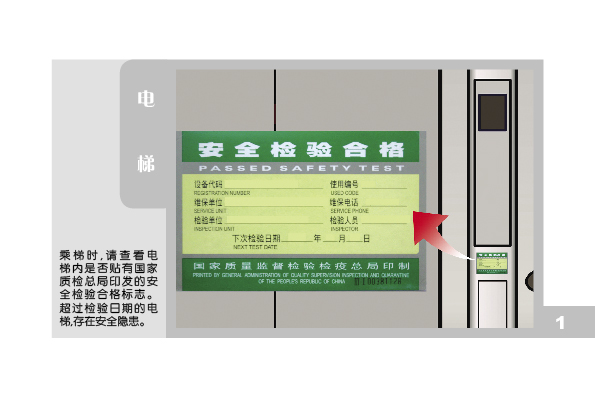 电
梯
安全检验合格
PASSED SAFETY TEST
设备代码 使用编号
REGISTRATION NUMBER USED CODE
维保单位 维保电话
SERVICE UNIT SERVICE PHONE
检验单位 检验人员
INSPECTION UNIT INSPECTOR
下次检验日期 年 月 日
NEXT TEST DATE
国家质量监督检验检疫总局印制
PRINTED BY GENERAL ADMINISTRATION OF QUALITY SUPERVISION INSPECTION AND QUARANTINE
OF THE PEOPLE'S REPUBLIC OF CHINA
乘梯时,请查看电
梯内是否贴有国家
质检总局印发的安
全检验合格标志。
超过检验日期的电
梯,存在安全隐患。
1